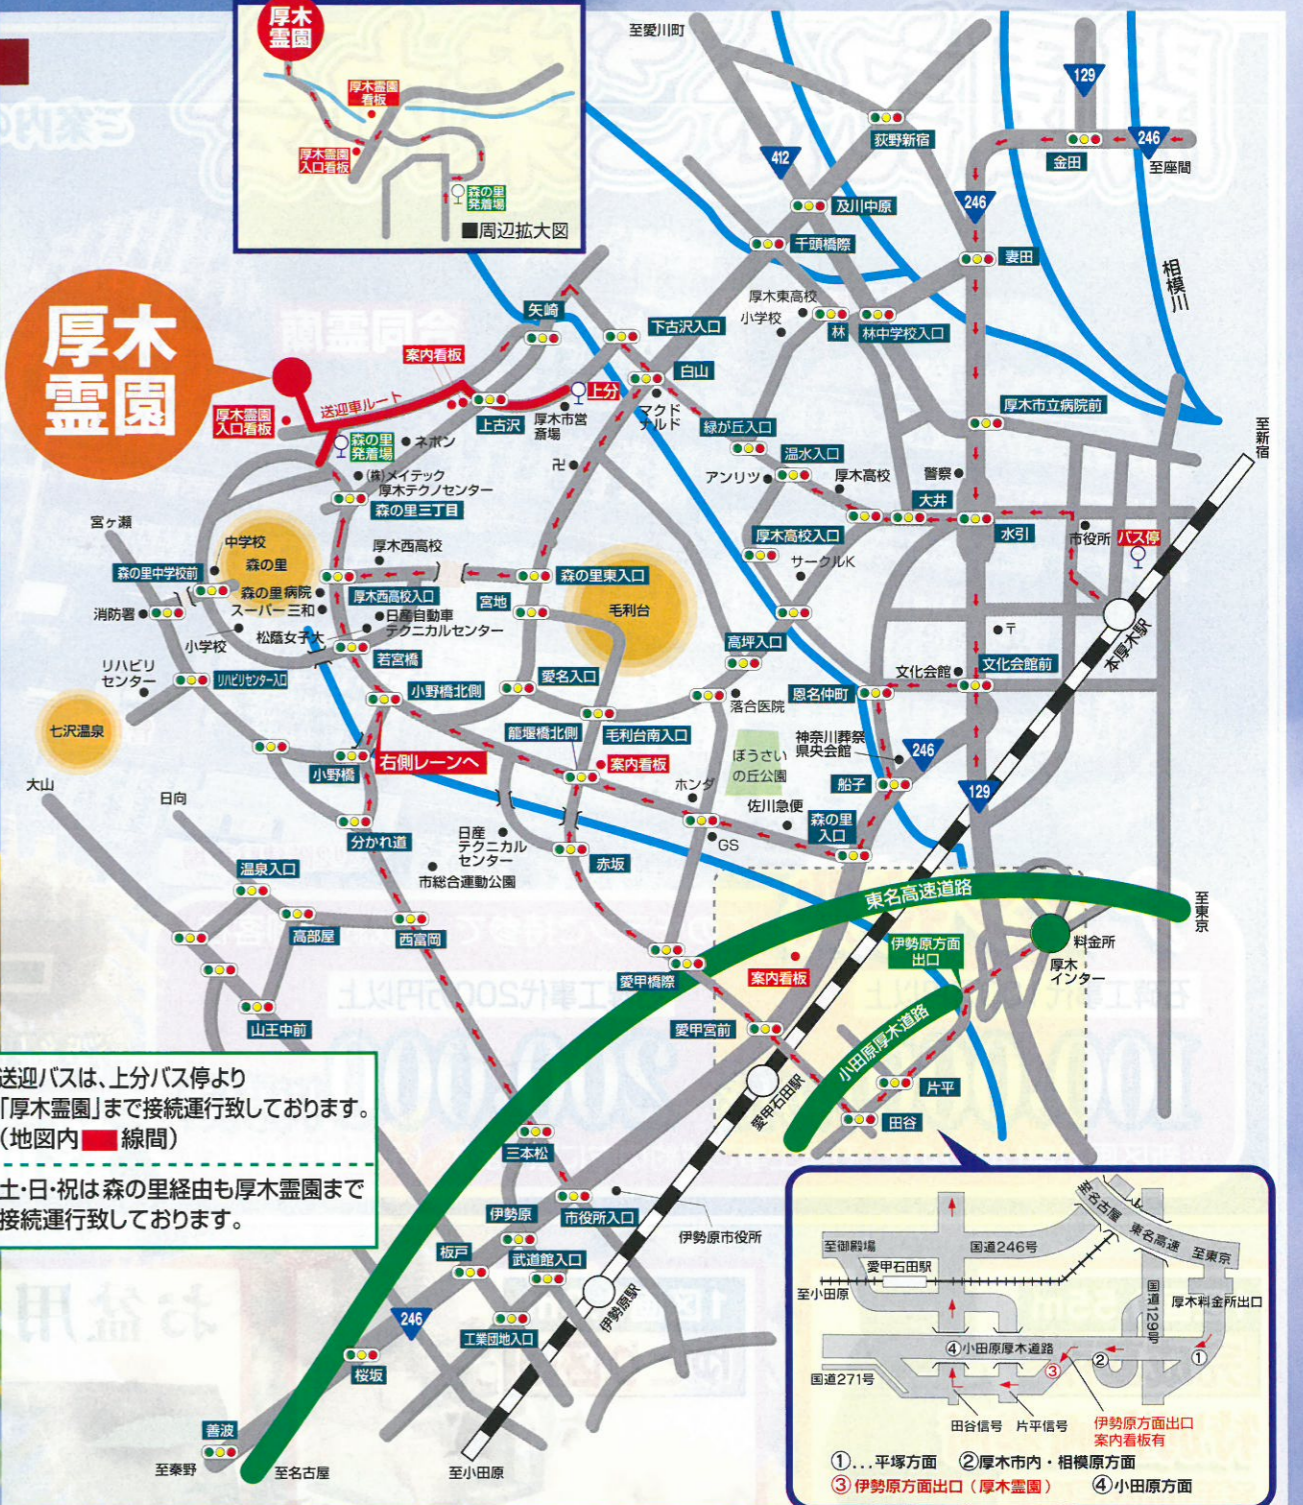 厚木
霊園
厚木霊園
看板
厚木霊園
入口看板
森の里
発着場
■周辺拡大図
至愛川町
129
246
至座間
金田
荻野新宿
412
246
及川中原
千頭橋際
妻田
相模川
厚木東高校
小学校
林
林中学校入口
矢崎
下古沢入口
白山
案内看板
厚木
霊園
厚木霊園
入口看板
送迎車ルート
上分
上古沢
厚木市営
斎場
マクド
ナルド
厚木市立病院前
至新宿
緑が丘入口
森の里
発着場
ネポン
(株)メイテック
厚木テクノセンター
森の里三丁目
卍
温水入口
アンリツ
厚木高校
警察
大井
水引
市役所
バス停
厚木高校入口
サークルK
宮ヶ瀬
中学校
森の里
厚木西高校
森の里中学校前
森の里病院
スーパー三和
厚木西高校入口
森の里東入口
毛利台
消防署
小学校
松蔭女子大
日産自動車
テクニカルセンター
宮地
本厚木駅
〒
若宮橋
高坪入口
文化会館
文化会館前
リハビリ
センター
リハビリセンター入口
小野橋北側
愛名入口
落合医院
恩名仲町
七沢温泉
龍堰橋北側
毛利台南入口
神奈川葬祭
県央会館
246
ぼうさい
の丘公園
小野橋
右側レーンへ
案内看板
船子
129
大山
日向
ホンダ
佐川急便
森の里
入口
分かれ道
日産
テクニカル
センター
GS
赤坂
温泉入口
市総合運動公園
東名高速道路
至東京
高部屋
西富岡
伊勢原方面
出口
料金所
厚木
インター
愛甲橋際
案内看板
山王中前
愛甲宮前
小田原厚木道路
愛甲石田駅
片平
田谷
送迎バスは、上分バス停より
「厚木霊園」まで接続運行致しております。
(地図内 線間)
土・日・祝は森の里経由も厚木霊園まで
接続運行致しております。
三本松
伊勢原
市役所入口
伊勢原市役所
板戸
武道館入口
伊勢原駅
246
工業団地入口
桜坂
善波
至秦野
至名古屋
至小田原
至名古屋 東名高速 至東京
至御殿場
国道246号
愛甲石田駅
至小田原
国道129号
厚木料金所出口
④小田原厚木道路
③
②
①
国道271号
田谷信号
片平信号
伊勢原方面出口
案内看板有
①…平塚方面 ②厚木市内・相模原方面
③伊勢原方面出口（厚木霊園） ④小田原方面